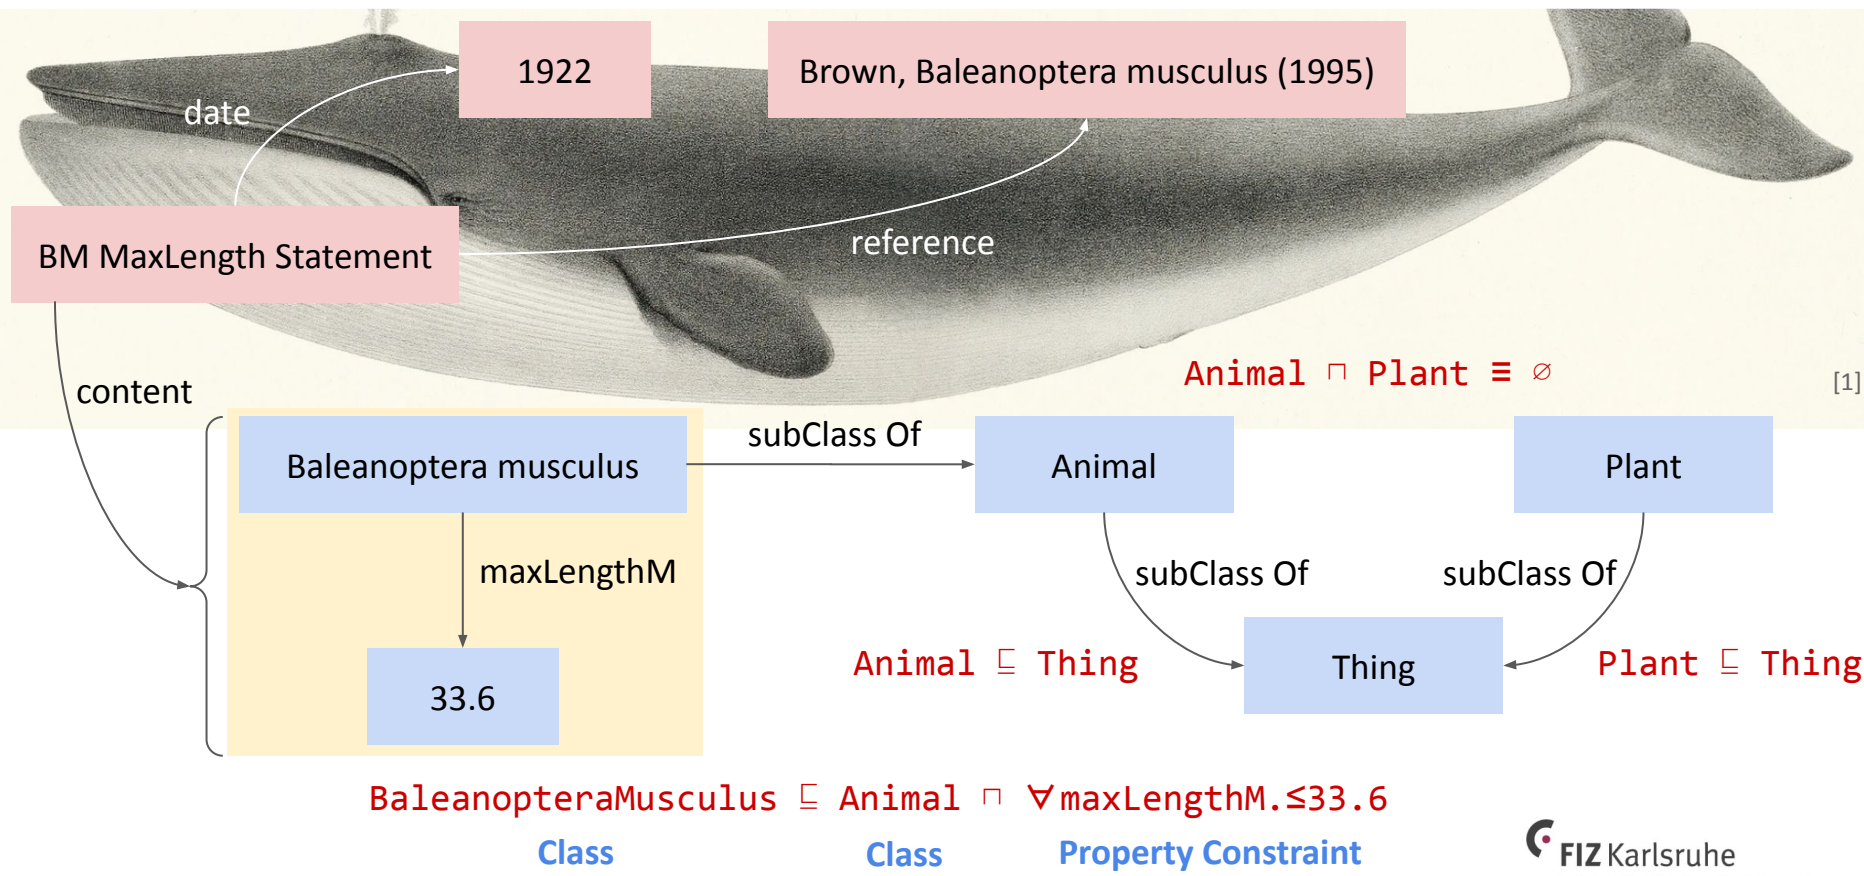 1922
Brown, Baleanoptera musculus (1995)
date
BM MaxLength Statement
reference
Animal ⊓ Plant ≡ ∅
[1]
content
Baleanoptera musculus
subClass Of
Animal
Plant
maxLengthM
subClass Of
subClass Of
Animal ⊑ Thing
Thing
Plant ⊑ Thing
33.6
BaleanopteraMusculus ⊑ Animal ⊓ ∀maxLengthM.≤33.6
Class
Class
Property Constraint
FIZ Karlsruhe